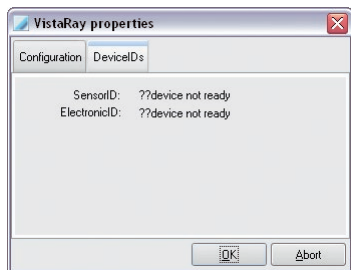 VistaRay properties
Configuration DeviceIDs
SensorID: ??device not ready
ElectronicID: ??device not ready
OK Abort